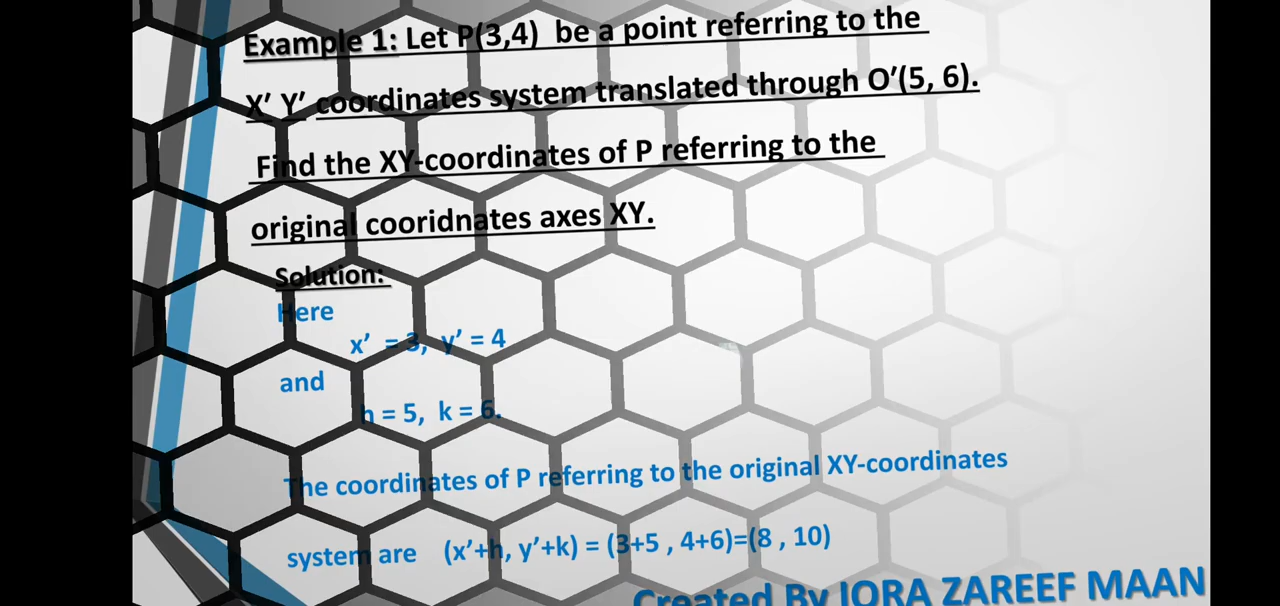 Example 1: Let P(3,4) be a point referring to the
X′ Y′ coordinates system translated through O′(5, 6).
Find the XY-coordinates of P referring to the
original cooridnates axes XY.
Solution:
Here
x′ = 3, y′ = 4
and
h = 5, k = 6.
The coordinates of P referring to the original XY-coordinates
system are (x′+h, y′+k) = (3+5 , 4+6)=(8 , 10)
Created By IQRA ZAREEF MAAN